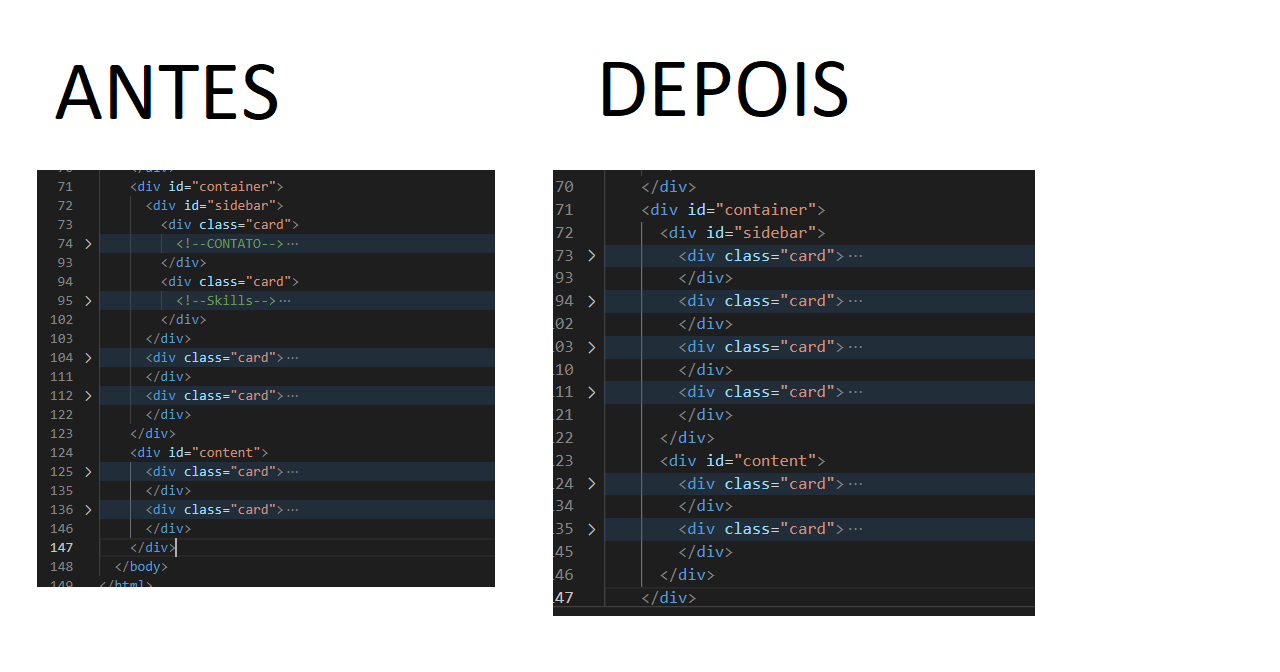 ANTES
DEPOIS
71 <div id="container">
72 <div id="sidebar">
73 <div class="card">
74 > <!--CONTATO-->···
93 </div>
94 <div class="card">
95 > <!--Skills-->···
102 </div>
103 </div>
104 > <div class="card">···
111 </div>
112 > <div class="card">···
122 </div>
123 </div>
124 <div id="content">
125 > <div class="card">···
135 </div>
136 > <div class="card">···
146 </div>
147 </div>
148 </body>
149 </html>
70 </div>
71 <div id="container">
72 <div id="sidebar">
73 > <div class="card">···
93 </div>
94 > <div class="card">···
02 </div>
03 > <div class="card">···
10 </div>
11 > <div class="card">···
21 </div>
22 </div>
23 <div id="content">
24 > <div class="card">···
34 </div>
35 > <div class="card">···
45 </div>
46 </div>
47 </div>